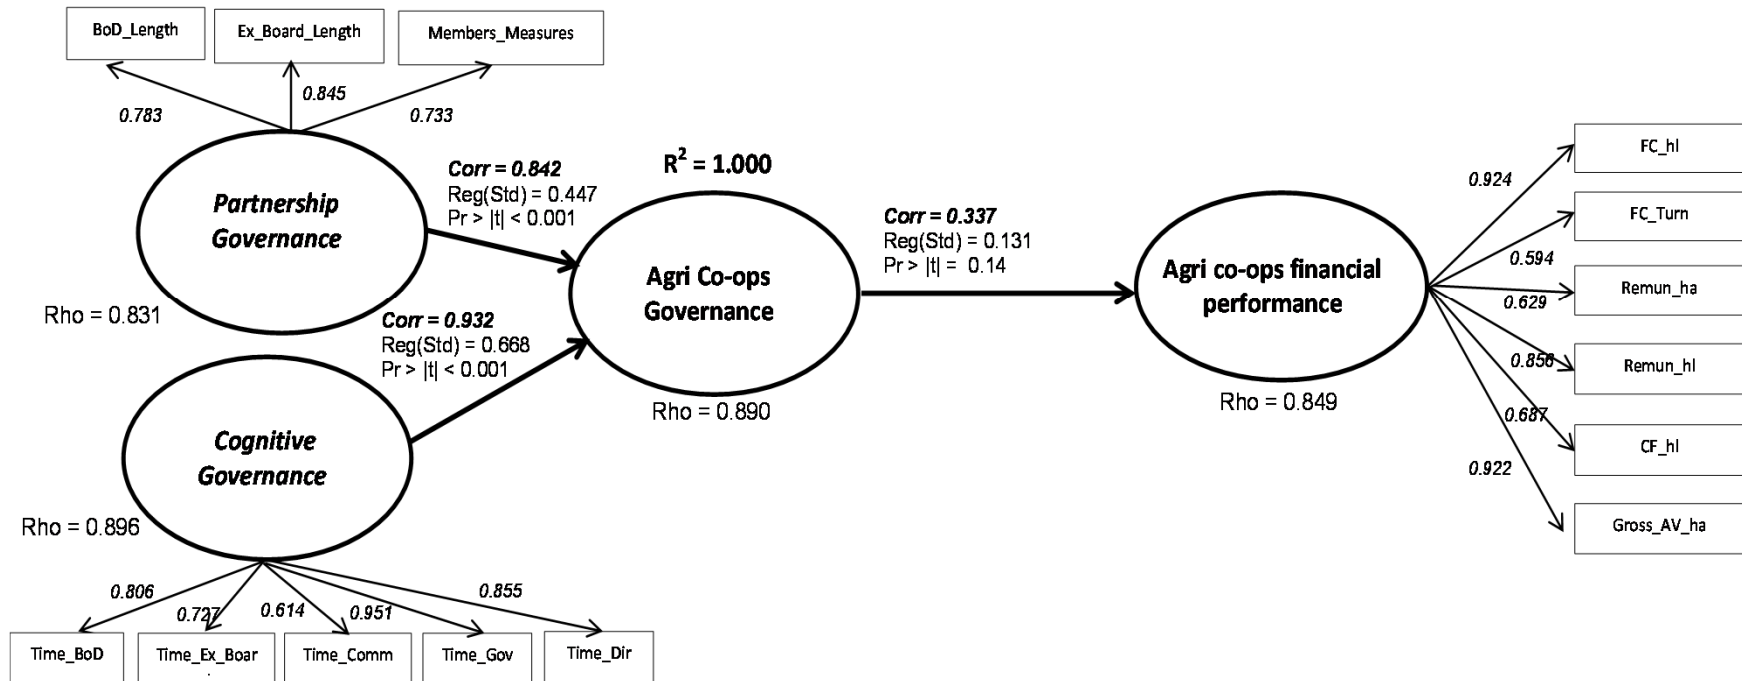 BoD_Length
Ex_Board_Length
Members_Measures
0.783
0.845
0.733
Partnership
Governance
Rho = 0.831
Corr = 0.842
Reg(Std) = 0.447
Pr > |t| < 0.001
R² = 1.000
Agri Co-ops
Governance
Rho = 0.890
Corr = 0.932
Reg(Std) = 0.668
Pr > |t| < 0.001
Cognitive
Governance
Rho = 0.896
0.806
0.727
0.614
0.951
0.855
Time_BoD
Time_Ex_Boar
Time_Comm
Time_Gov
Time_Dir
Corr = 0.337
Reg(Std) = 0.131
Pr > |t| = 0.14
Agri co-ops financial
performance
Rho = 0.849
0.924
0.594
0.629
0.856
0.687
0.922
FC_hl
FC_Turn
Remun_ha
Remun_hl
CF_hl
Gross_AV_ha